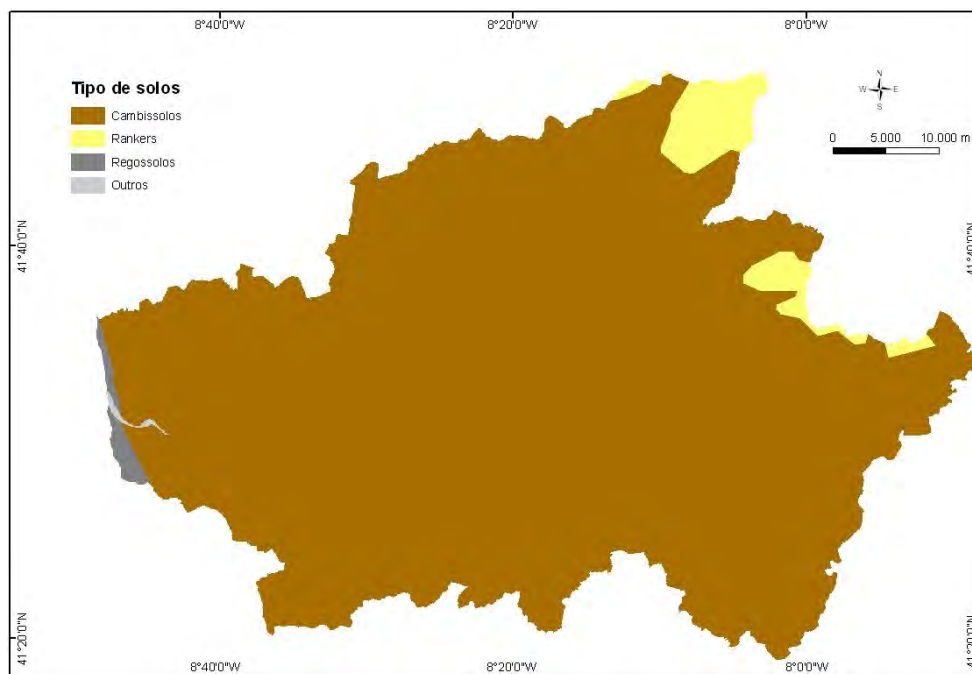 8°40'0"W 8°20'0"W 8°0'0"W
Tipo de solos
Cambissolos
Rankers
Regossolos
Outros
N
W E
S
0 5.000 10.000 m
41°40'0"N 41°40'0"N
41°20'0"N 41°20'0"N
8°40'0"W 8°20'0"W 8°0'0"W